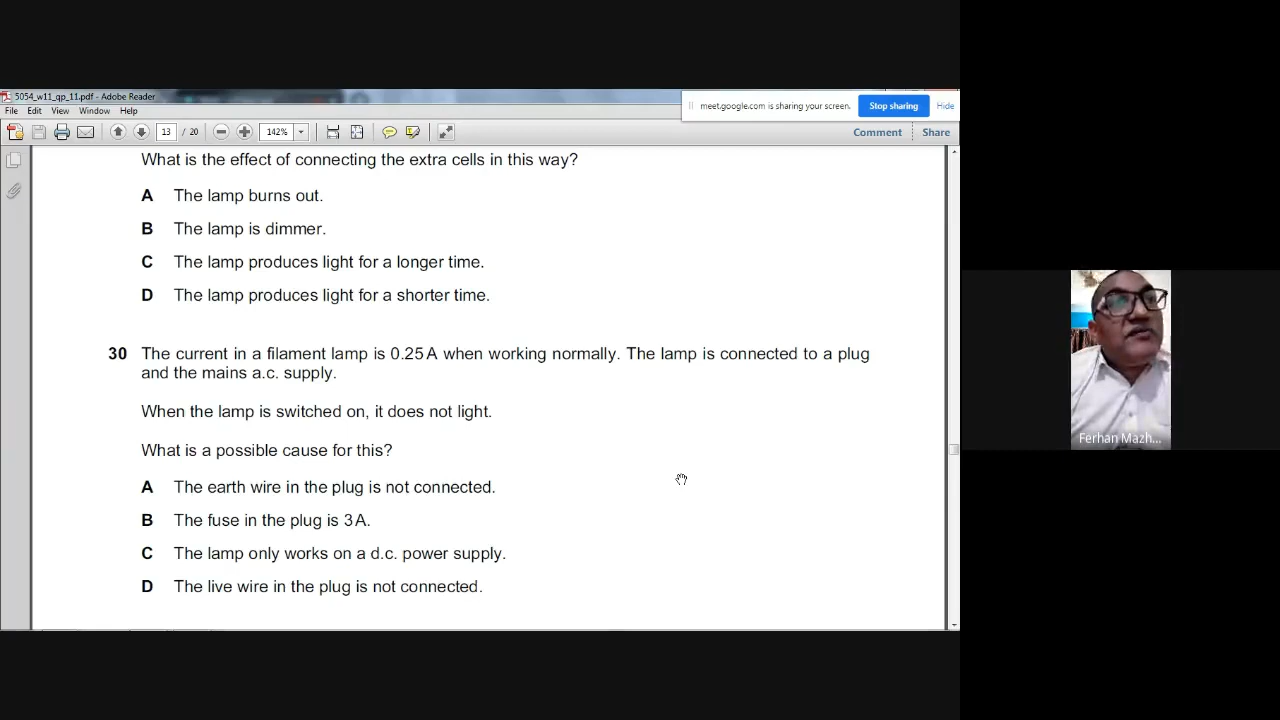 5054_w11_qp_11.pdf - Adobe Reader
File Edit View Window Help
meet.google.com is sharing your screen. Stop sharing Hide
13 / 20 142% Comment Share
What is the effect of connecting the extra cells in this way?
A The lamp burns out.
B The lamp is dimmer.
C The lamp produces light for a longer time.
D The lamp produces light for a shorter time.
30 The current in a filament lamp is 0.25 A when working normally. The lamp is connected to a plug
and the mains a.c. supply.
When the lamp is switched on, it does not light.
What is a possible cause for this?
A The earth wire in the plug is not connected.
B The fuse in the plug is 3 A.
C The lamp only works on a d.c. power supply.
D The live wire in the plug is not connected.
Ferhan Mazh...